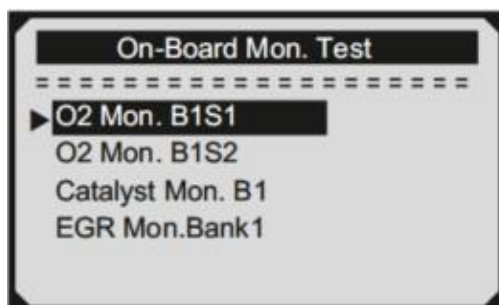 On-Board Mon. Test
====================
▶O2 Mon. B1S1
O2 Mon. B1S2
Catalyst Mon. B1
EGR Mon.Bank1